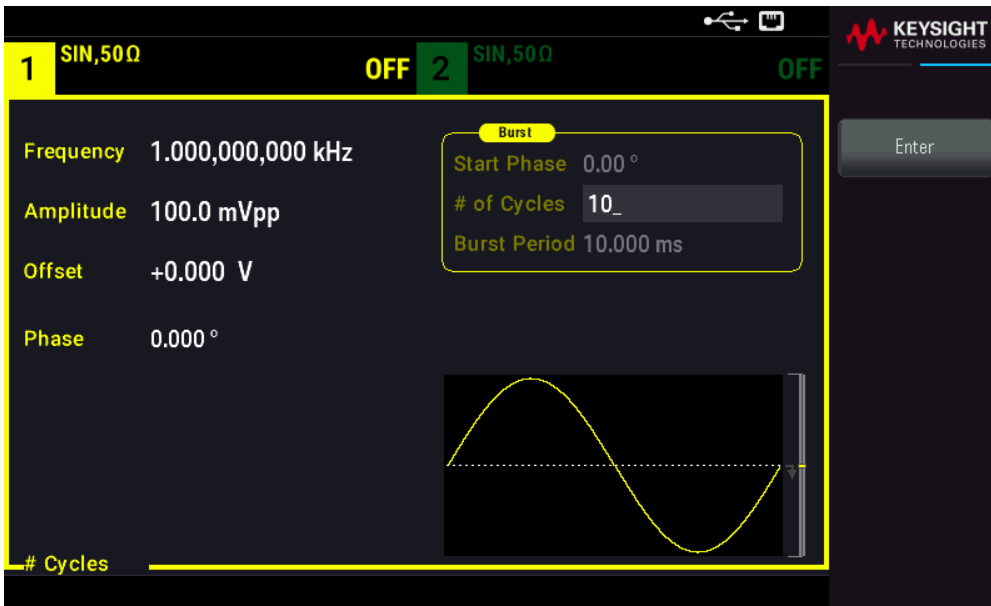 KEYSIGHT
TECHNOLOGIES
1 SIN,50Ω OFF 2 SIN,50Ω OFF
Burst
Frequency 1.000,000,000 kHz
Start Phase 0.00 °
Enter
Amplitude 100.0 mVpp
# of Cycles 10_
Burst Period 10.000 ms
Offset +0.000 V
Phase 0.000 °
# Cycles